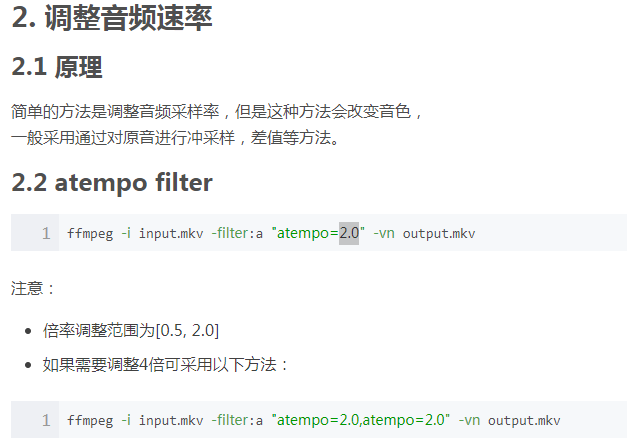 2. 调整音频速率
2.1 原理
简单的方法是调整音频采样率，但是这种方法会改变音色，
一般采用通过对原音进行冲采样，差值等方法。
2.2 atempo filter
1 ffmpeg -i input.mkv -filter:a "atempo=2.0" -vn output.mkv
注意：
• 倍率调整范围为[0.5, 2.0]
• 如果需要调整4倍可采用以下方法：
1 ffmpeg -i input.mkv -filter:a "atempo=2.0,atempo=2.0" -vn output.mkv